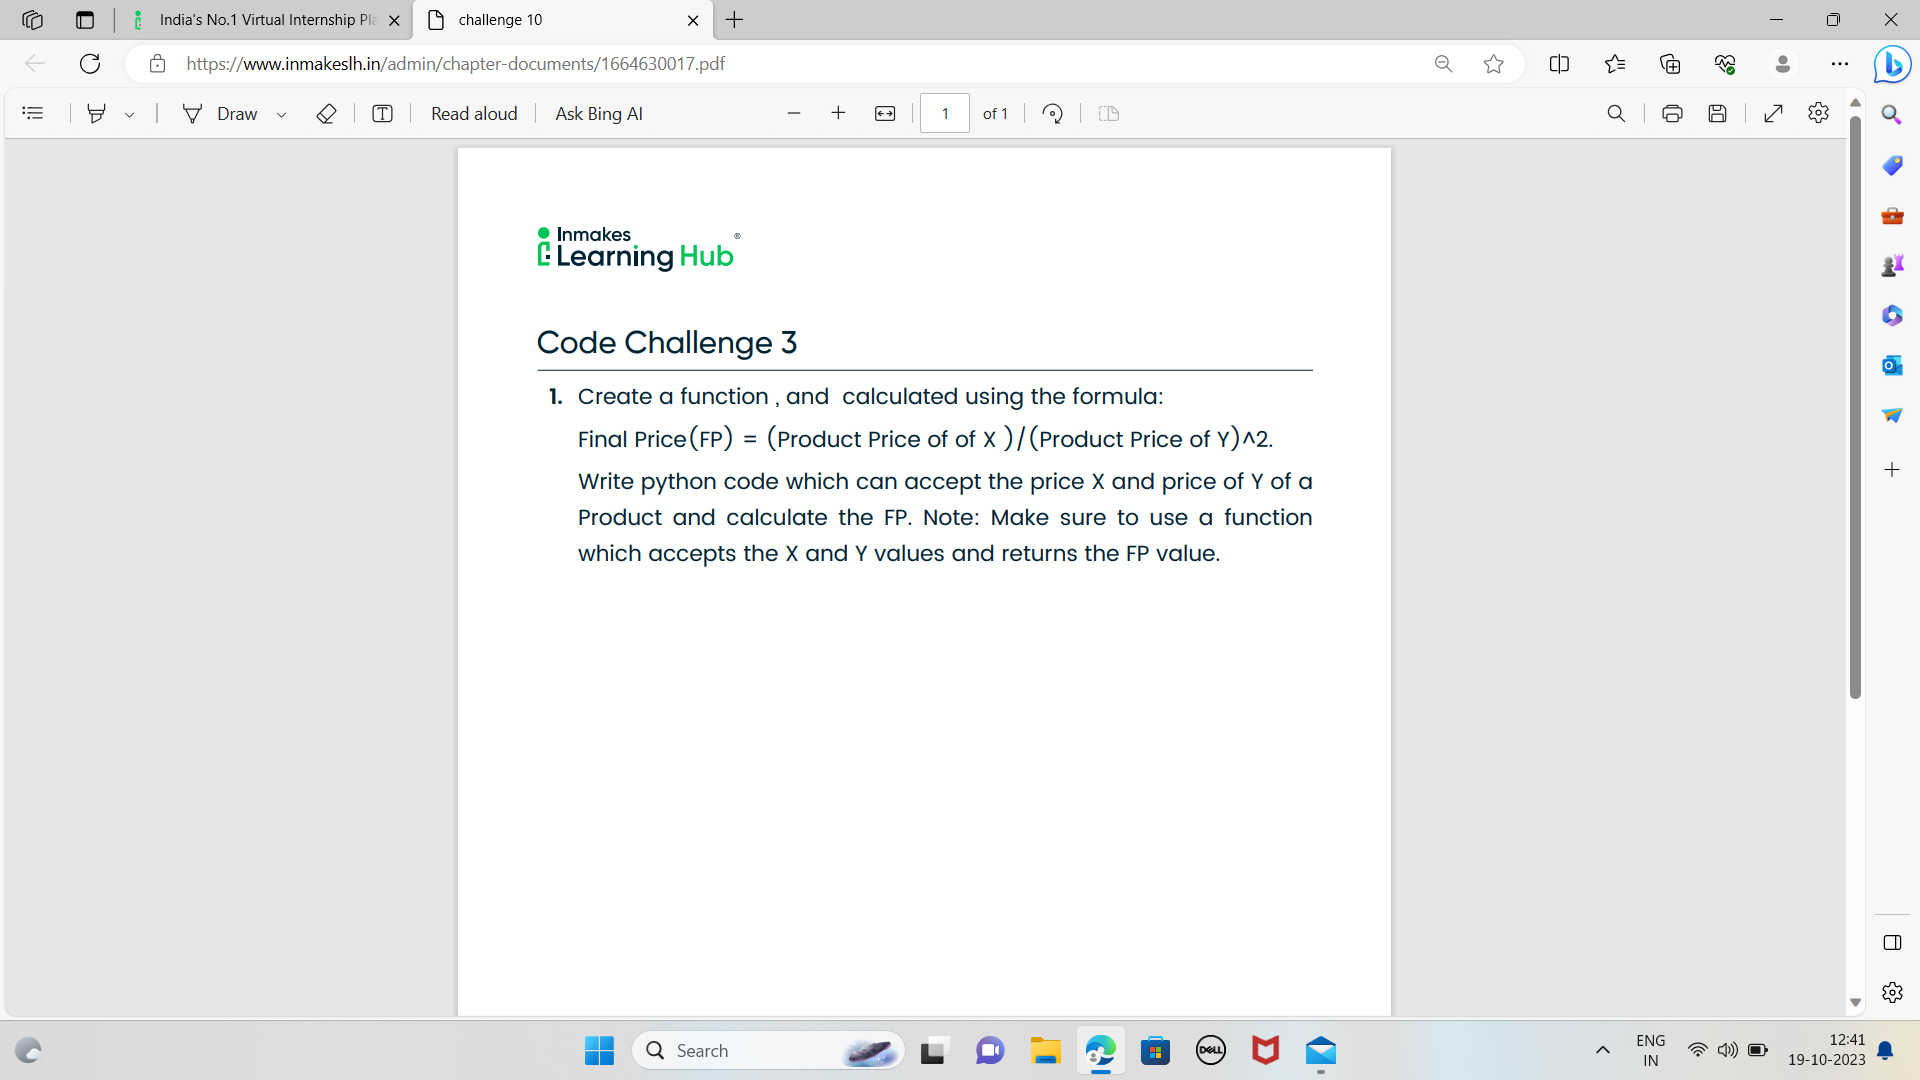 India's No.1 Virtual Internship Pla
challenge 10
https://www.inmakeslh.in/admin/chapter-documents/1664630017.pdf
Draw
Read aloud
Ask Bing AI
1 of 1
Inmakes
Learning Hub ®
Code Challenge 3
1. Create a function , and calculated using the formula:
Final Price(FP) = (Product Price of of X )/(Product Price of Y)^2.
Write python code which can accept the price X and price of Y of a
Product and calculate the FP. Note: Make sure to use a function
which accepts the X and Y values and returns the FP value.
Search
DELL
ENG
IN
12:41
19-10-2023